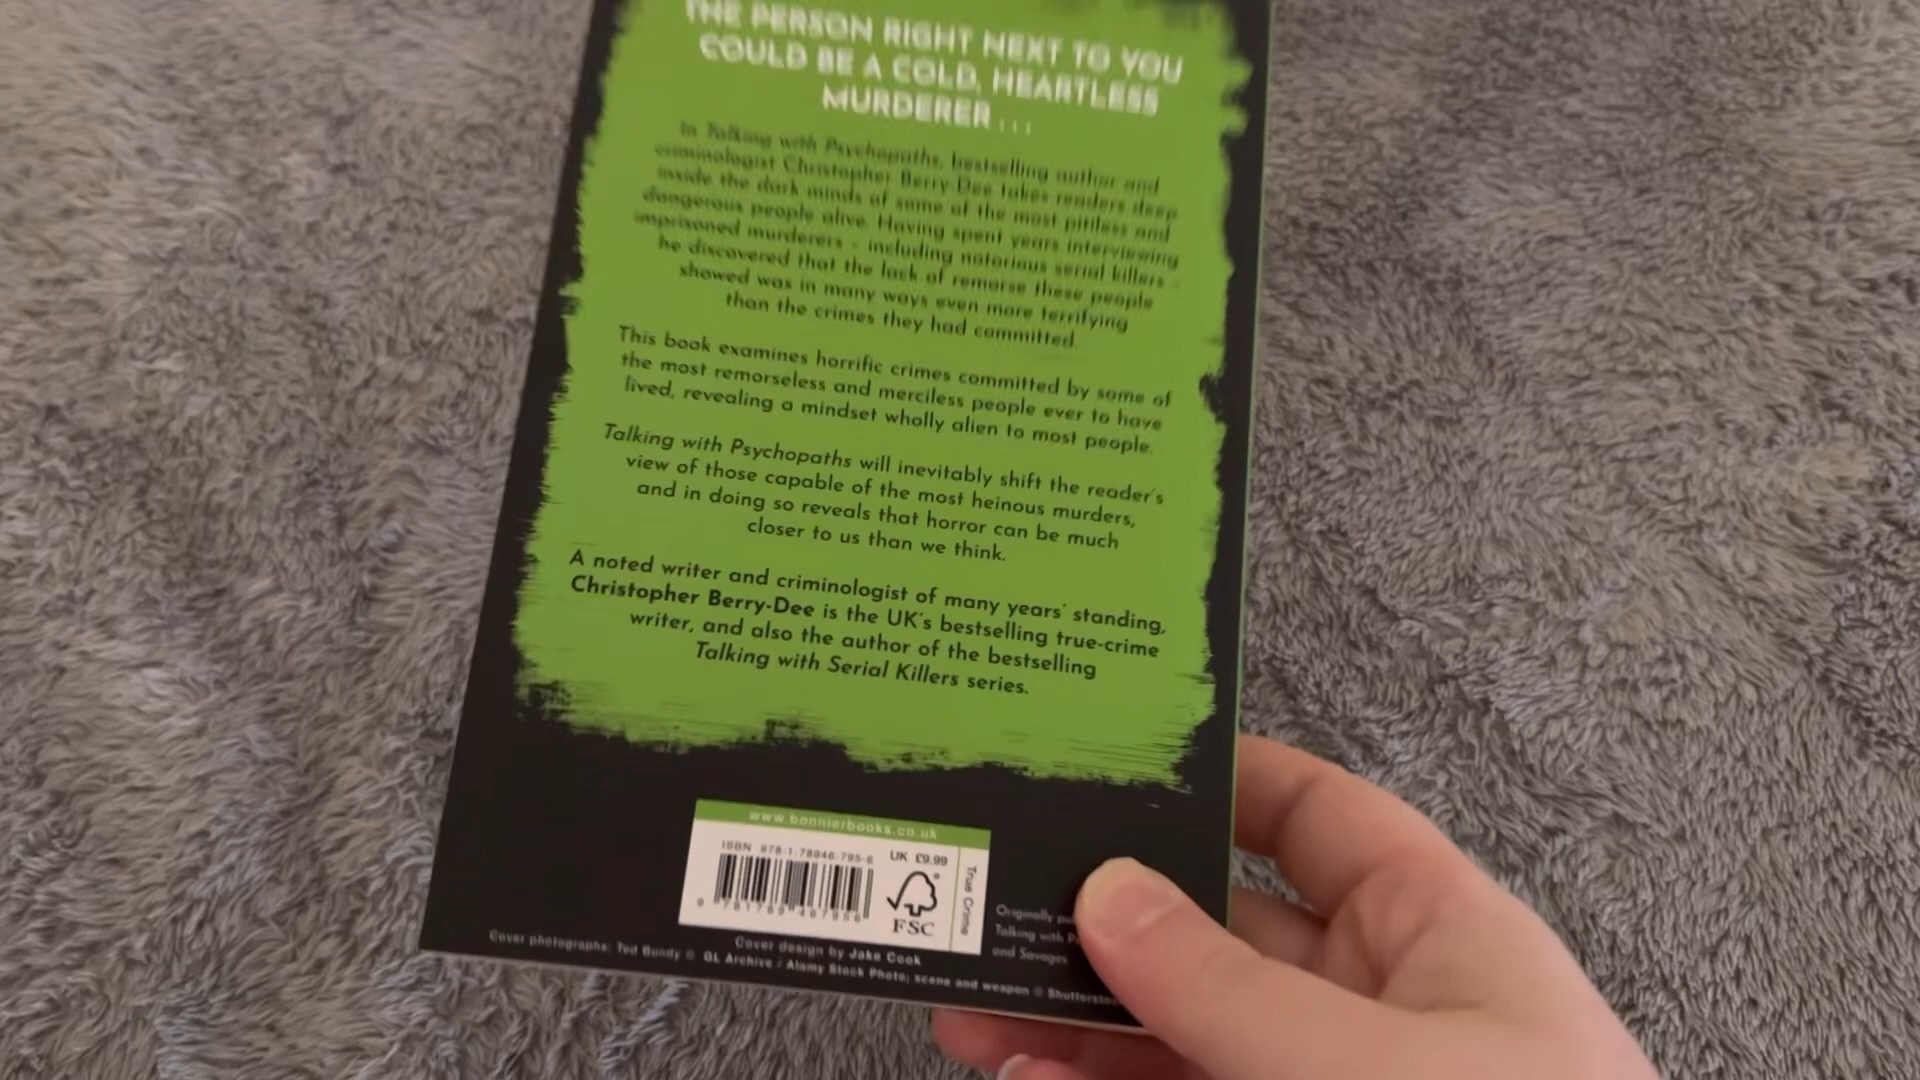 THE PERSON RIGHT NEXT TO YOU
COULD BE A COLD, HEARTLESS
MURDERER ...
In Talking with Psychopaths, bestselling author and
criminologist Christopher Berry-Dee takes readers deep
inside the dark minds of some of the most pitiless and
dangerous people alive. Having spent years interviewing
imprisoned murderers - including notorious serial killers -
he discovered that the lack of remorse these people
showed was in many ways even more terrifying
than the crimes they had committed.
This book examines horrific crimes committed by some of
the most remorseless and merciless people ever to have
lived, revealing a mindset wholly alien to most people.
Talking with Psychopaths will inevitably shift the reader's
view of those capable of the most heinous murders,
and in doing so reveals that horror can be much
closer to us than we think.
A noted writer and criminologist of many years' standing,
Christopher Berry-Dee is the UK's bestselling true-crime
writer, and also the author of the bestselling
Talking with Serial Killers series.
www.bonnierbooks.co.uk
ISBN 978-1-78946-795-6
UK £9.99
9 781789 467956
FSC
True Crime
Originally
Talking with
and Savages
Cover design by Jake Cook
Cover photographs: Ted Bundy © GL Archive / Alamy Stock Photo; scene and weapon ©